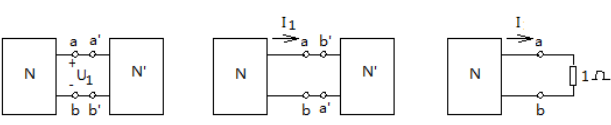 a a'
N + U1 - N'
b b'
I1
a b'
N N'
b a'
I
a
N 1Ω
b